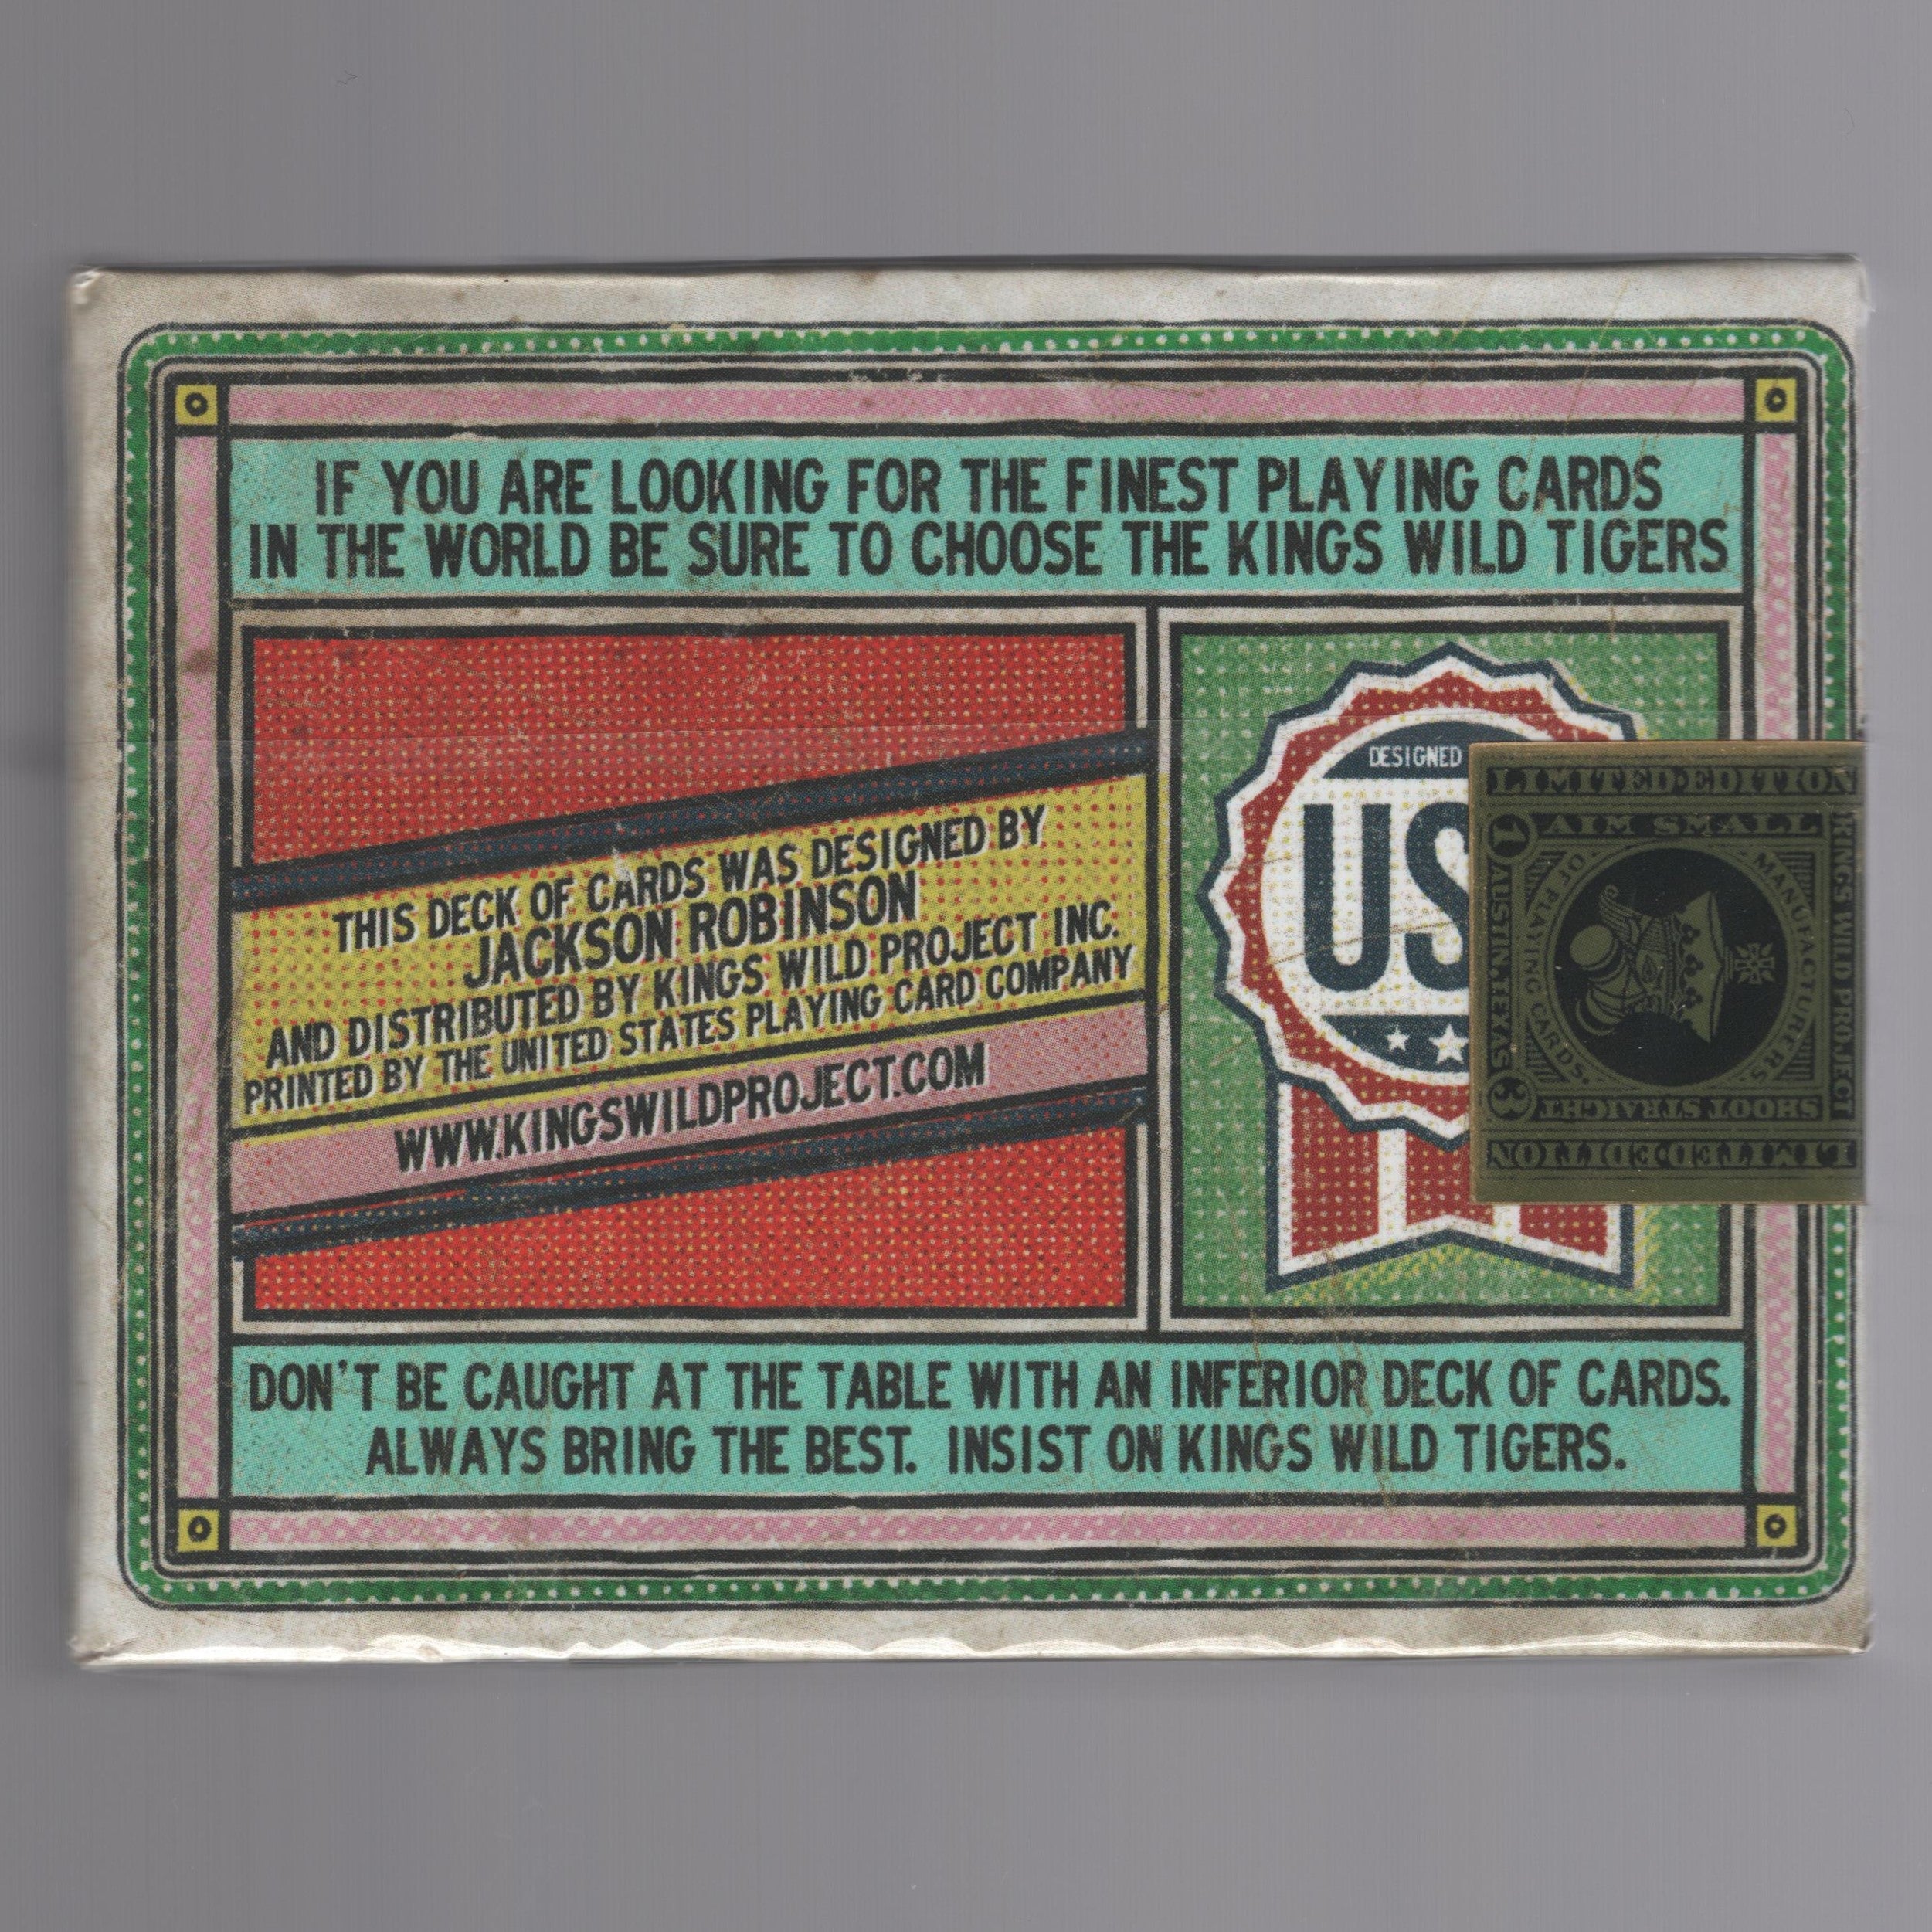 IF YOU ARE LOOKING FOR THE FINEST PLAYING CARDS
IN THE WORLD BE SURE TO CHOOSE THE KINGS WILD TIGERS
THIS DECK OF CARDS WAS DESIGNED BY
JACKSON ROBINSON
AND DISTRIBUTED BY KINGS WILD PROJECT INC.
PRINTED BY THE UNITED STATES PLAYING CARD COMPANY
WWW.KINGSWILDPROJECT.COM
DESIGNED
US
LIMITED EDITION
AIM SMALL
1 AUSTIN, TEXAS 3
MANUFACTURERS
OF PLAYING CARDS.
KINGS WILD PROJECT
SHOOT STRAIGHT
LIMITED EDITION
DON'T BE CAUGHT AT THE TABLE WITH AN INFERIOR DECK OF CARDS.
ALWAYS BRING THE BEST. INSIST ON KINGS WILD TIGERS.